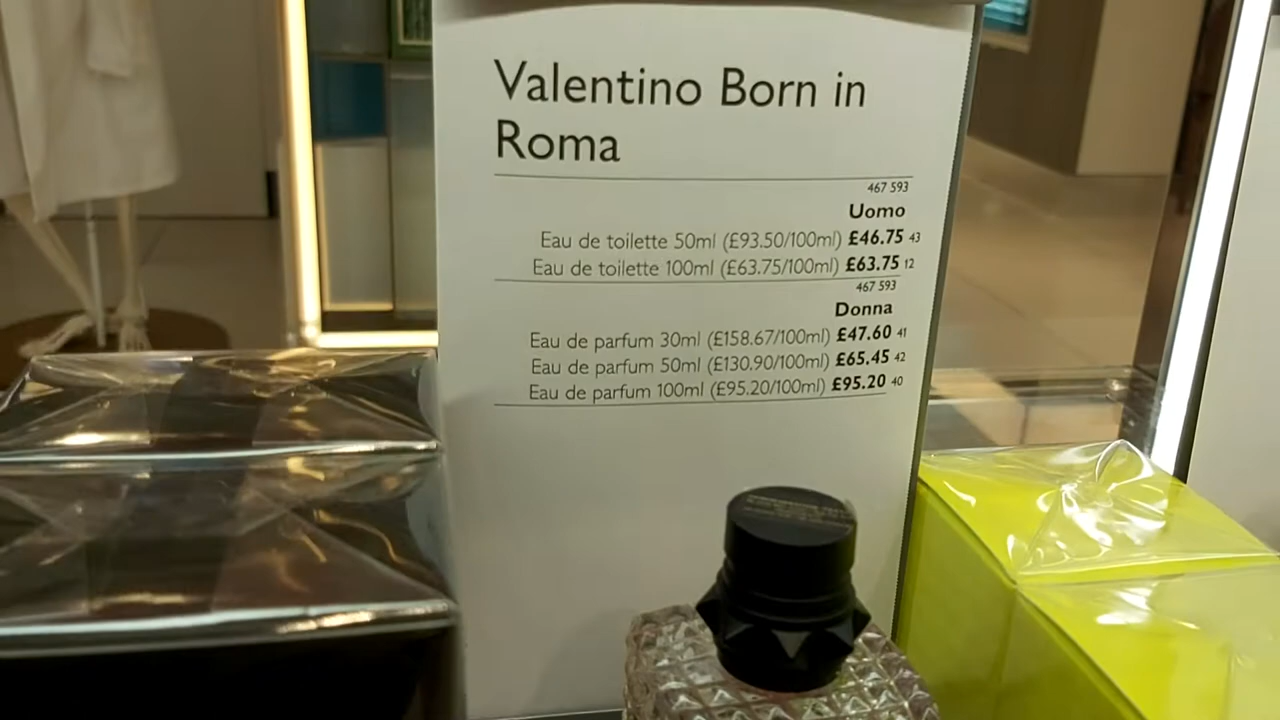 Valentino Born in
Roma
467 593
Uomo
Eau de toilette 50ml (£93.50/100ml) £46.75 43
Eau de toilette 100ml (£63.75/100ml) £63.75 12
467 593
Donna
Eau de parfum 30ml (£158.67/100ml) £47.60 41
Eau de parfum 50ml (£130.90/100ml) £65.45 42
Eau de parfum 100ml (£95.20/100ml) £95.20 40